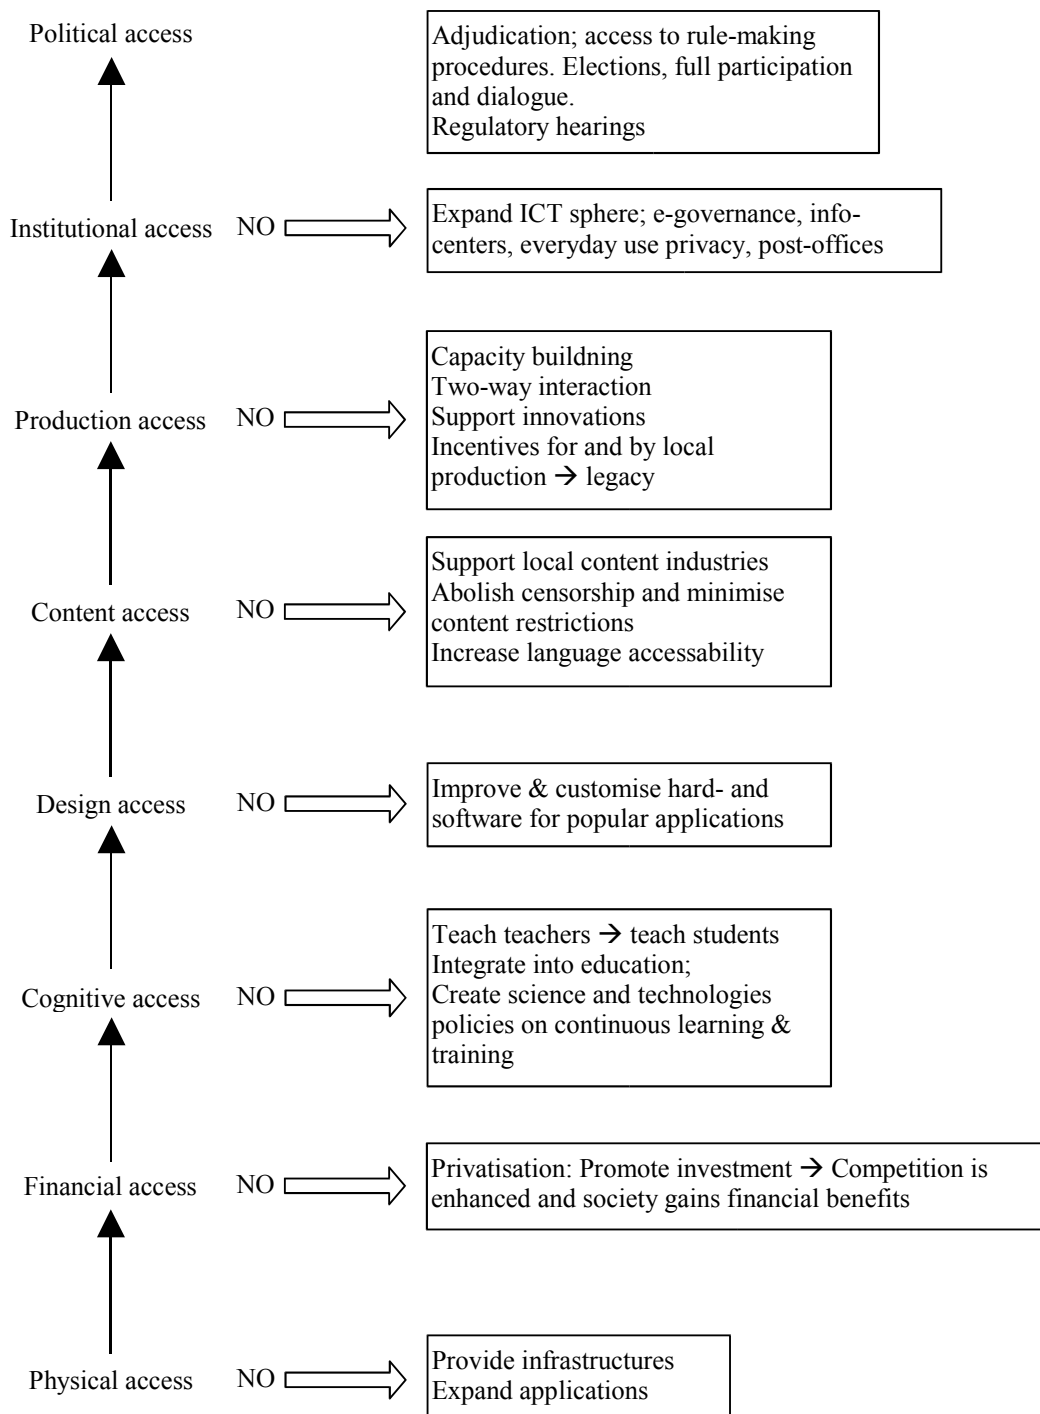 Political access
Adjudication; access to rule-making
procedures. Elections, full participation
and dialogue.
Regulatory hearings
Institutional access
NO
Expand ICT sphere; e-governance, info-
centers, everyday use privacy, post-offices
Production access
NO
Capacity buildning
Two-way interaction
Support innovations
Incentives for and by local
production → legacy
Content access
NO
Support local content industries
Abolish censorship and minimise
content restrictions
Increase language accessability
Design access
NO
Improve & customise hard- and
software for popular applications
Cognitive access
NO
Teach teachers → teach students
Integrate into education;
Create science and technologies
policies on continuous learning &
training
Financial access
NO
Privatisation: Promote investment → Competition is
enhanced and society gains financial benefits
Physical access
NO
Provide infrastructures
Expand applications